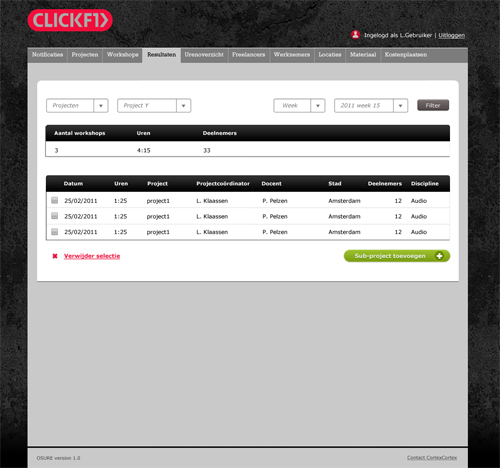 CLICKF1
Ingelogd als L.Gebruiker | Uitloggen
Notificaties Projecten Workshops Resultaten Urenoverzicht Freelancers Werknemers Locaties Materiaal Kostenplaatsen
Projecten Project Y Week 2011 week 15 Filter
Aantal workshops Uren Deelnemers
3 4:15 33
Datum Uren Project Projectcoördinator Docent Stad Deelnemers Discipline
25/02/2011 1:25 project1 L. Klaassen P. Pelzen Amsterdam 12 Audio
25/02/2011 1:25 project1 L. Klaassen P. Pelzen Amsterdam 12 Audio
25/02/2011 1:25 project1 L. Klaassen P. Pelzen Amsterdam 12 Audio
Verwijder selectie Sub-project toevoegen
OSURE version 1.0 Contact CortexCortex